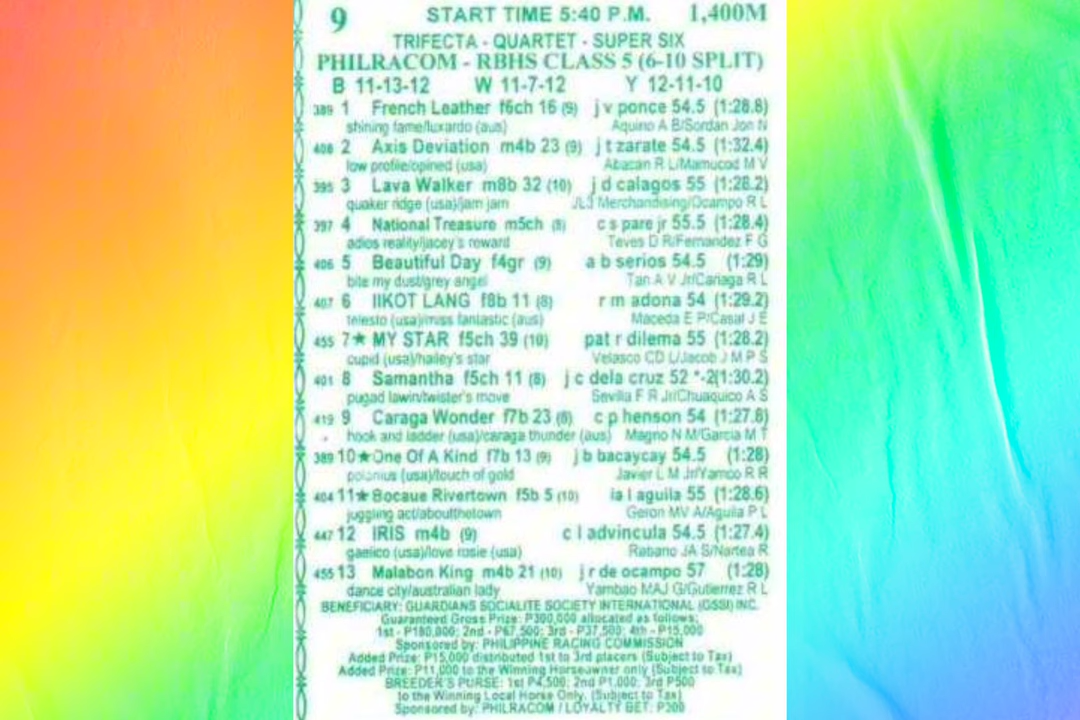 9 START TIME 5:40 P.M. 1,400M
TRIFECTA - QUARTET - SUPER SIX
PHILRACOM - RBHS CLASS 5 (6-10 SPLIT)
B 11-13-12 W 11-7-12 Y 12-11-10
389 1 French Leather f6ch 16 (9) j v ponce 54.5 (1:28.8)
shining fame/luxardo (aus) Aquino A B/Sordan Jon N
408 2 Axis Deviation m4b 23 (9) j t zarate 54.5 (1:32.4)
low profile/opined (usa) Abacan R L/Mamucod M V
395 3 Lava Walker m8b 32 (10) j d calagos 55 (1:28.2)
quaker ridge (usa)/jam jam JLS Merchandising/Ocampo R L
397 4 National Treasure m5ch (8) c s pare jr 55.5 (1:28.4)
adios reality/jacey's reward Teves D R/Fernandez F G
406 5 Beautiful Day f4gr (9) a b serios 54.5 (1:29)
bite my dust/grey angel Tan A V Jr/Cariaga R L
407 6 IIKOT LANG f8b 11 (8) r m adona 54 (1:29.2)
telesto (usa)/miss fantastic (aus) Maceda E P/Casal J E
455 7★ MY STAR f5ch 39 (10) pat r dilema 55 (1:28.2)
cupid (usa)/hailey's star Velasco CD L/Jacob J M P S
401 8 Samantha f5ch 11 (8) j c dela cruz 52 *-2(1:30.2)
pugad lawin/twister's move Sevilla F R Jr/Chuaquico A S
419 9 Caraga Wonder f7b 23 (8) c p henson 54 (1:27.8)
hook and ladder (usa)/caraga thunder (aus) Magno N M/Garcia M T
389 10★One Of A Kind f7b 13 (9) j b bacaycay 54.5 (1:28)
polonius (usa)/touch of gold Javier L M Jr/Yamco R R
404 11★Bocaue Rivertown f5b 5 (10) ia l aguila 55 (1:28.6)
juggling act/aboutthetown Geron MV A/Aguila P L
447 12 IRIS m4b (9) c l advincula 54.5 (1:27.4)
gaelico (usa)/love rosie (usa) Rabano JA S/Nartea R
455 13 Malabon King m4b 21 (10) j r de ocampo 57 (1:28)
dance city/australian lady Yambao MAJ G/Gutierrez R L
BENEFICIARY: GUARDIANS SOCIALITE SOCIETY INTERNATIONAL (GSSI) INC.
Guaranteed Gross Prize: P300,000 allocated as follows:
1st - P180,000; 2nd - P67,500; 3rd - P37,500; 4th - P15,000
Sponsored by: PHILIPPINE RACING COMMISSION
Added Prize: P15,000 distributed 1st to 3rd placers (Subject to Tax)
Added Prize: P11,000 to the Winning Horseowner only (Subject to Tax)
BREEDER'S PURSE: 1st P4,500; 2nd P1,000; 3rd P500
to the Winning Local Horse Only. (Subject to Tax)
Sponsored by: PHILRACOM / LOYALTY BET: P300